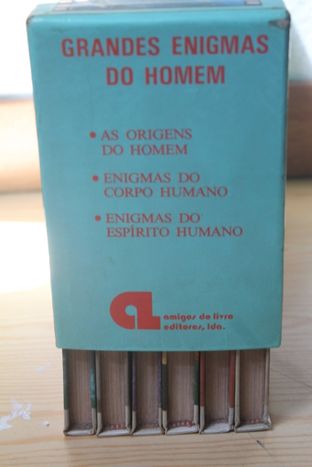 GRANDES ENIGMAS
DO HOMEM
• AS ORIGENS
DO HOMEM
• ENIGMAS DO
CORPO HUMANO
• ENIGMAS DO
ESPÍRITO HUMANO
aL amigos do livro
editores, lda.